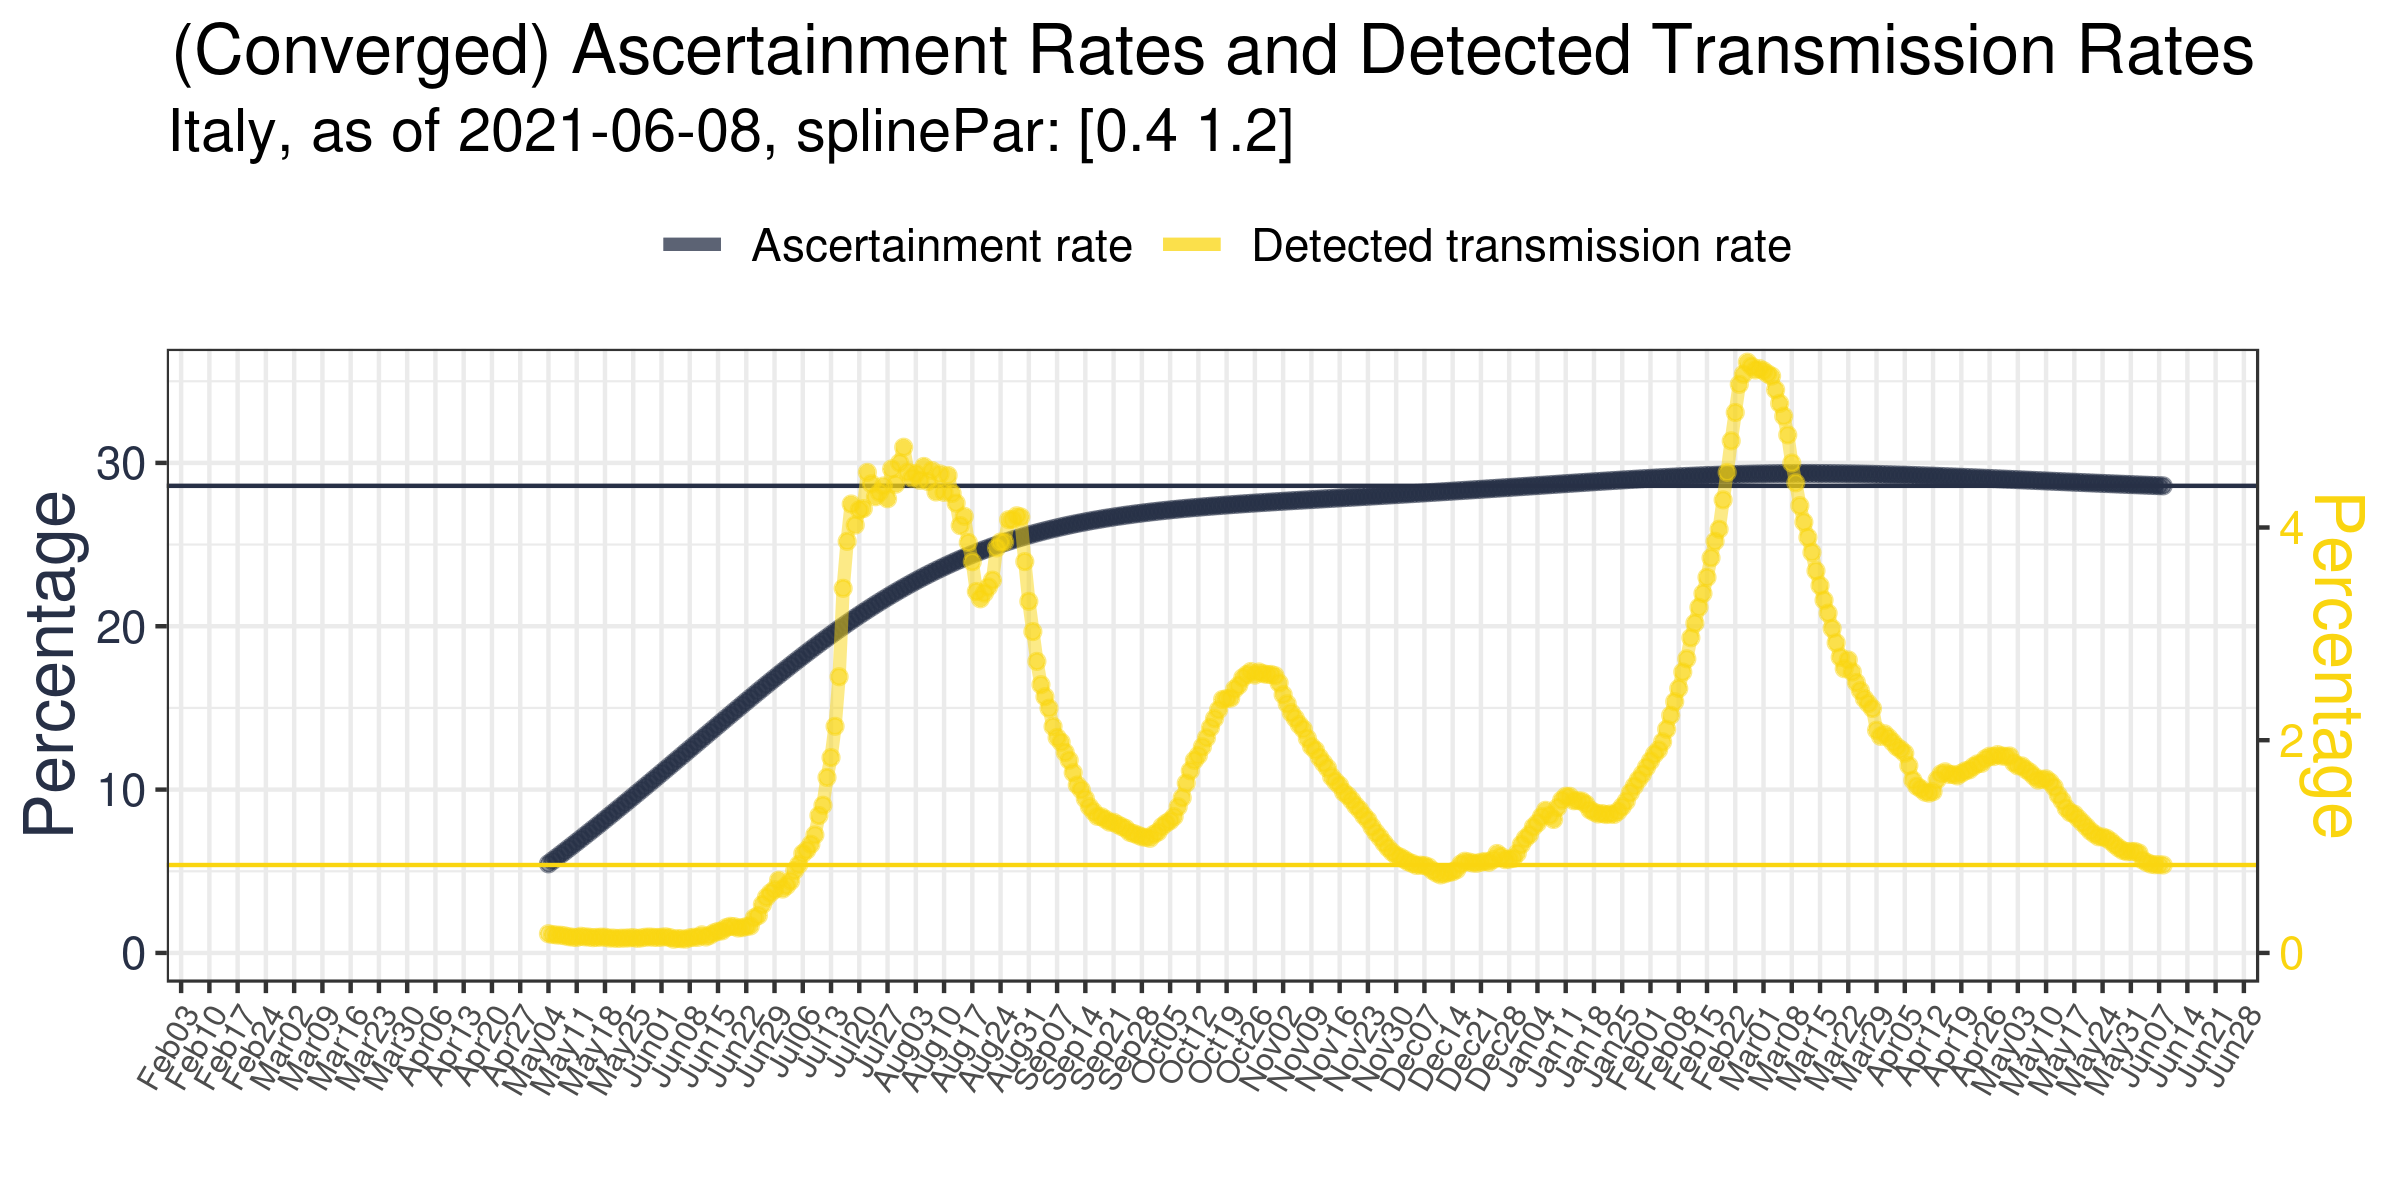 (Converged) Ascertainment Rates and Detected Transmission Rates
Italy, as of 2021-06-08, splinePar: [0.4 1.2]
Ascertainment rate
Detected transmission rate
Percentage
30
20
10
0
4
2
0
Percentage
Feb03
Feb10
Feb17
Feb24
Mar02
Mar09
Mar16
Mar23
Mar30
Apr06
Apr13
Apr20
Apr27
May04
May11
May18
May25
Jun01
Jun08
Jun15
Jun22
Jun29
Jul06
Jul13
Jul20
Jul27
Aug03
Aug10
Aug17
Aug24
Aug31
Sep07
Sep14
Sep21
Sep28
Oct05
Oct12
Oct19
Oct26
Nov02
Nov09
Nov16
Nov23
Nov30
Dec07
Dec14
Dec21
Dec28
Jan04
Jan11
Jan18
Jan25
Feb01
Feb08
Feb15
Feb22
Mar01
Mar08
Mar15
Mar22
Mar29
Apr05
Apr12
Apr19
Apr26
May03
May10
May17
May24
May31
Jun07
Jun14
Jun21
Jun28